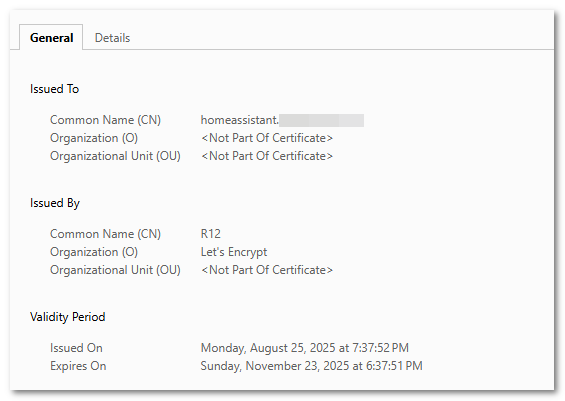 General Details
Issued To
Common Name (CN) homeassistant.
Organization (O) <Not Part Of Certificate>
Organizational Unit (OU) <Not Part Of Certificate>
Issued By
Common Name (CN) R12
Organization (O) Let's Encrypt
Organizational Unit (OU) <Not Part Of Certificate>
Validity Period
Issued On Monday, August 25, 2025 at 7:37:52 PM
Expires On Sunday, November 23, 2025 at 6:37:51 PM